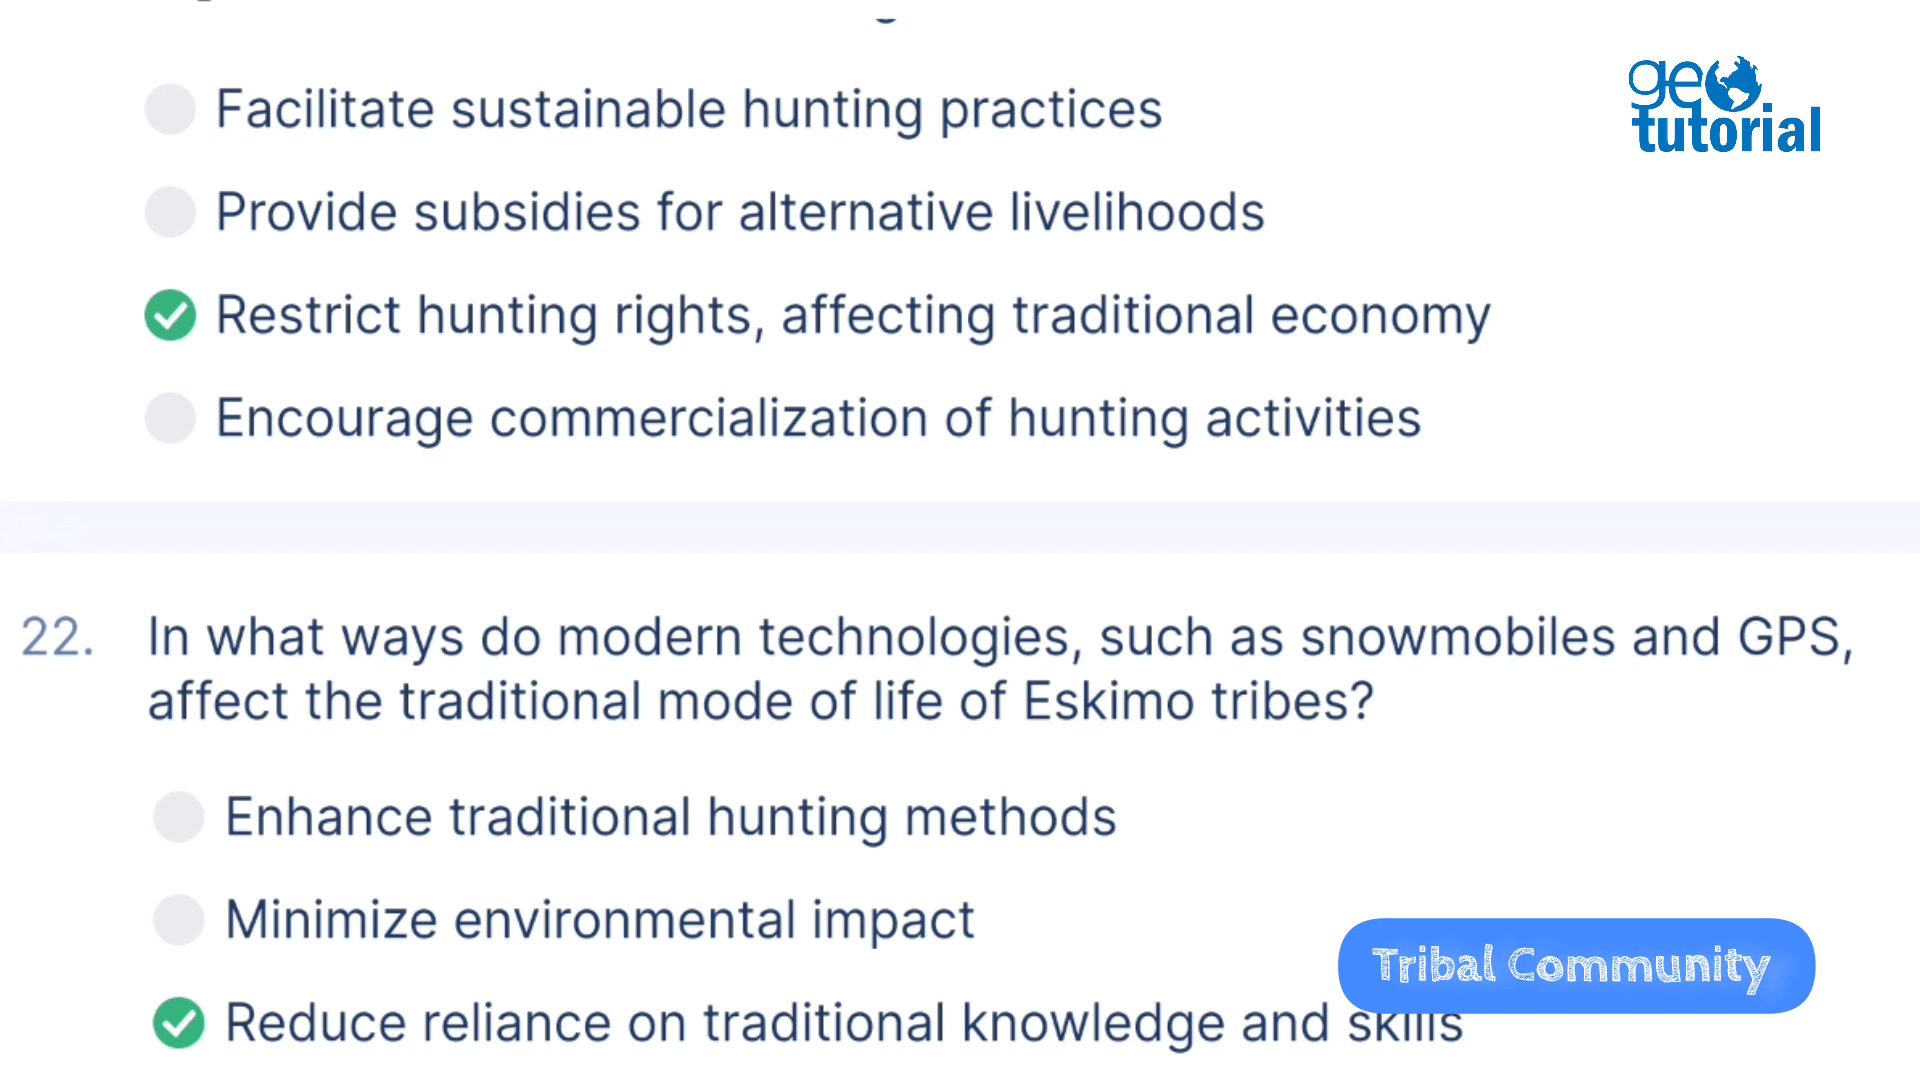 geo
tutorial
Facilitate sustainable hunting practices
Provide subsidies for alternative livelihoods
Restrict hunting rights, affecting traditional economy
Encourage commercialization of hunting activities
22. In what ways do modern technologies, such as snowmobiles and GPS,
affect the traditional mode of life of Eskimo tribes?
Enhance traditional hunting methods
Minimize environmental impact
Tribal Community
Reduce reliance on traditional knowledge and skills